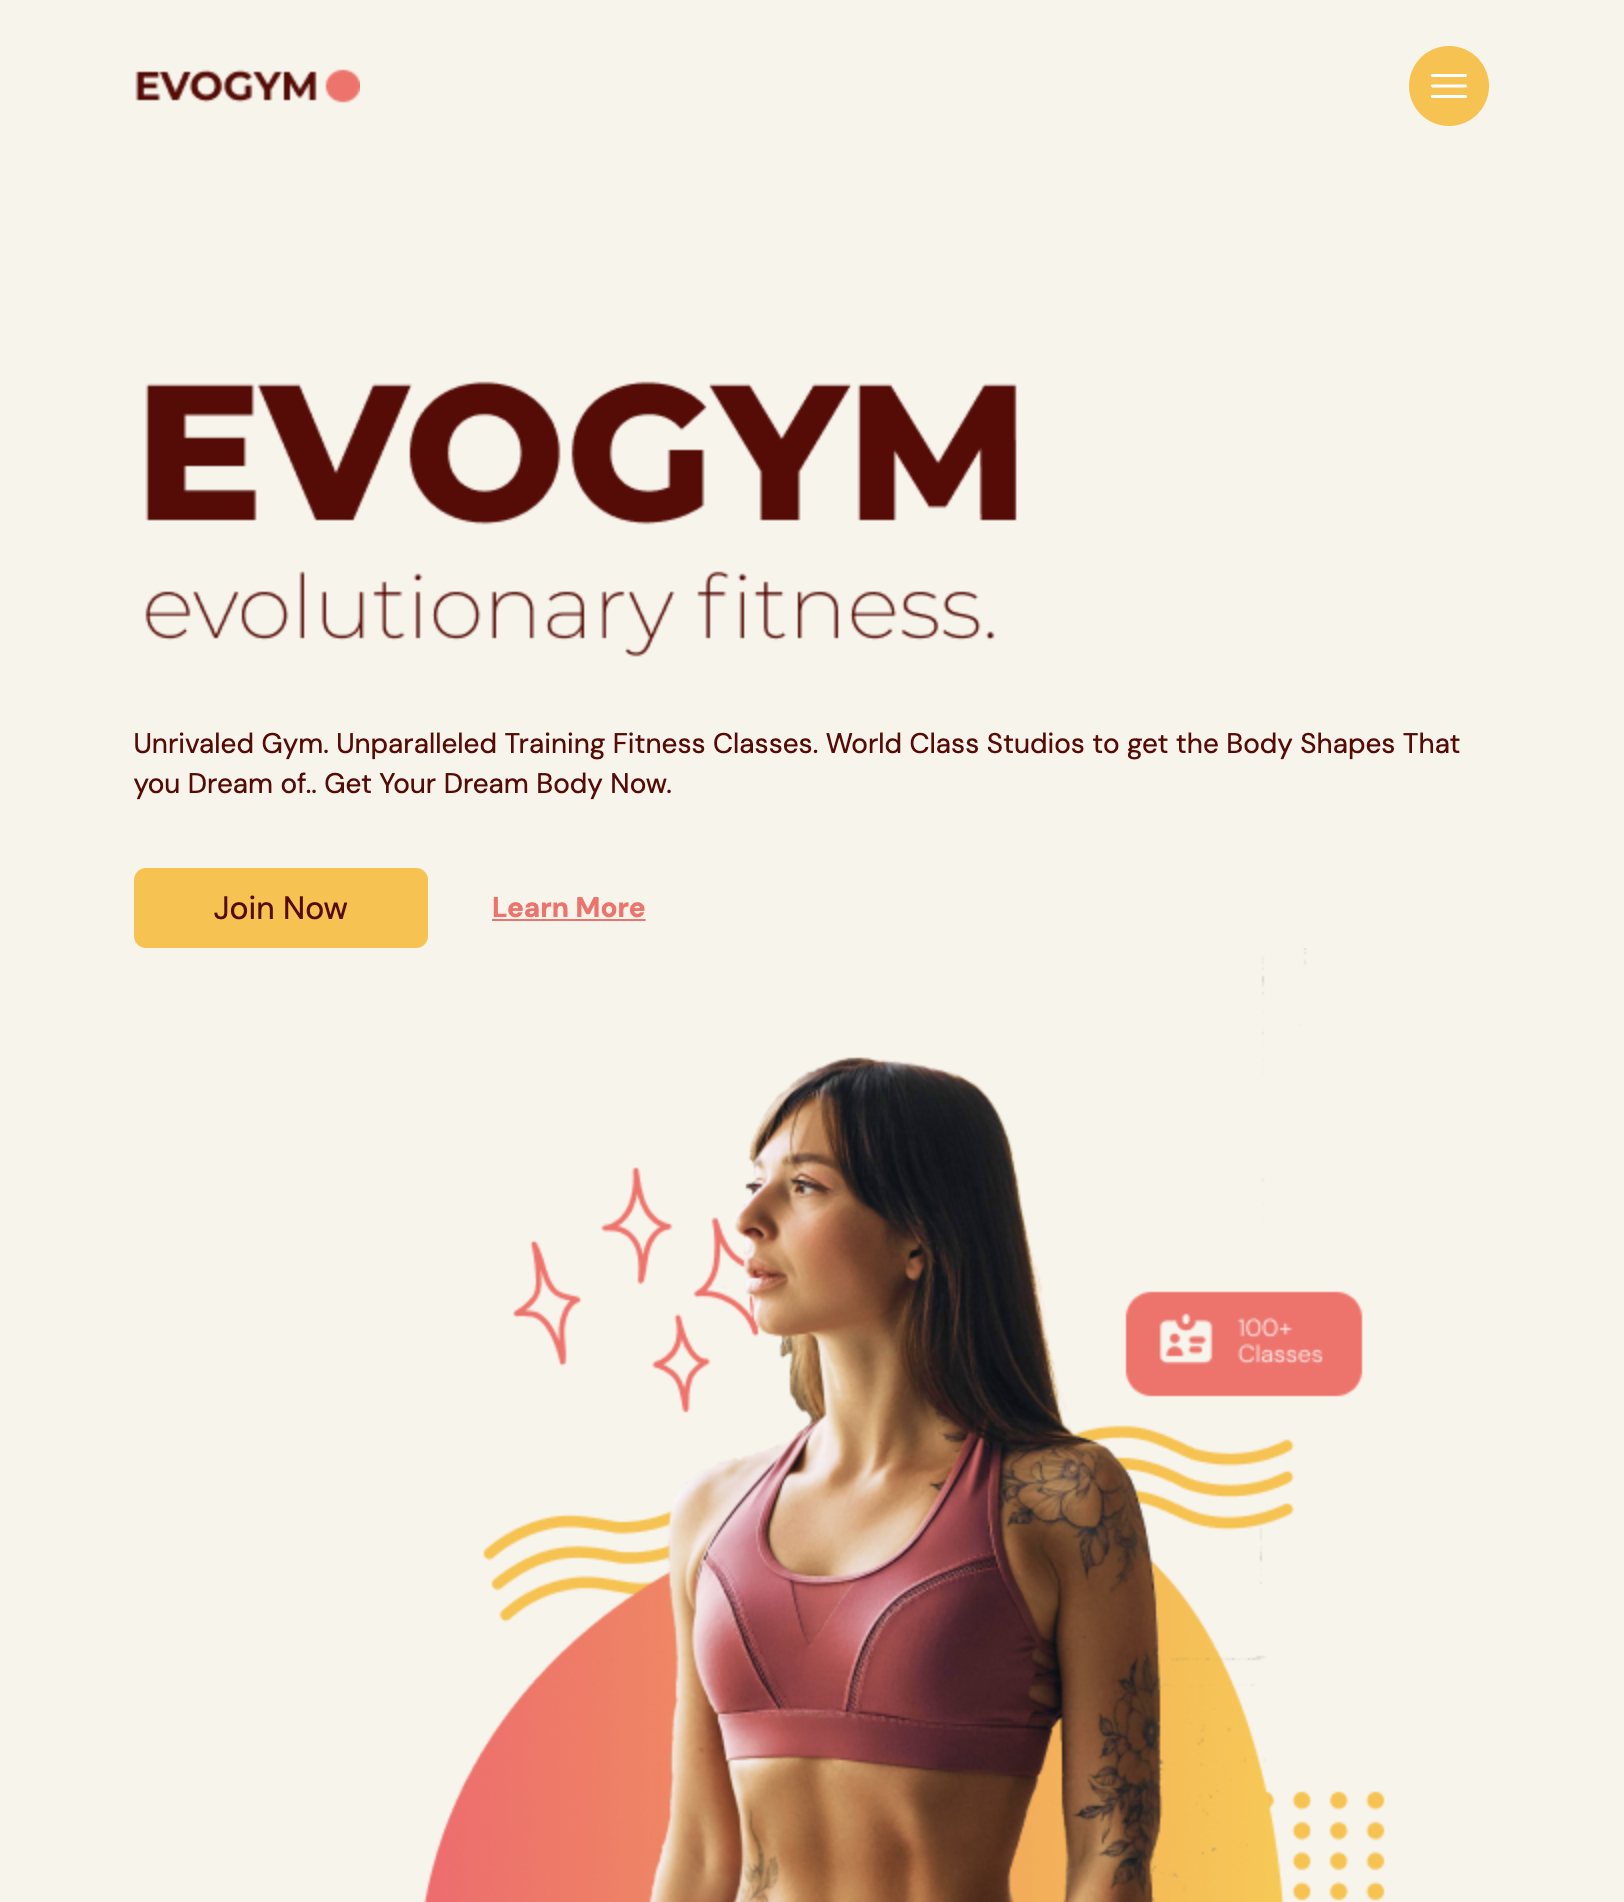 EVOGYM
EVOGYM
evolutionary fitness.
Unrivaled Gym. Unparalleled Training Fitness Classes. World Class Studios to get the Body Shapes That
you Dream of.. Get Your Dream Body Now.
Join Now
Learn More
100+
Classes